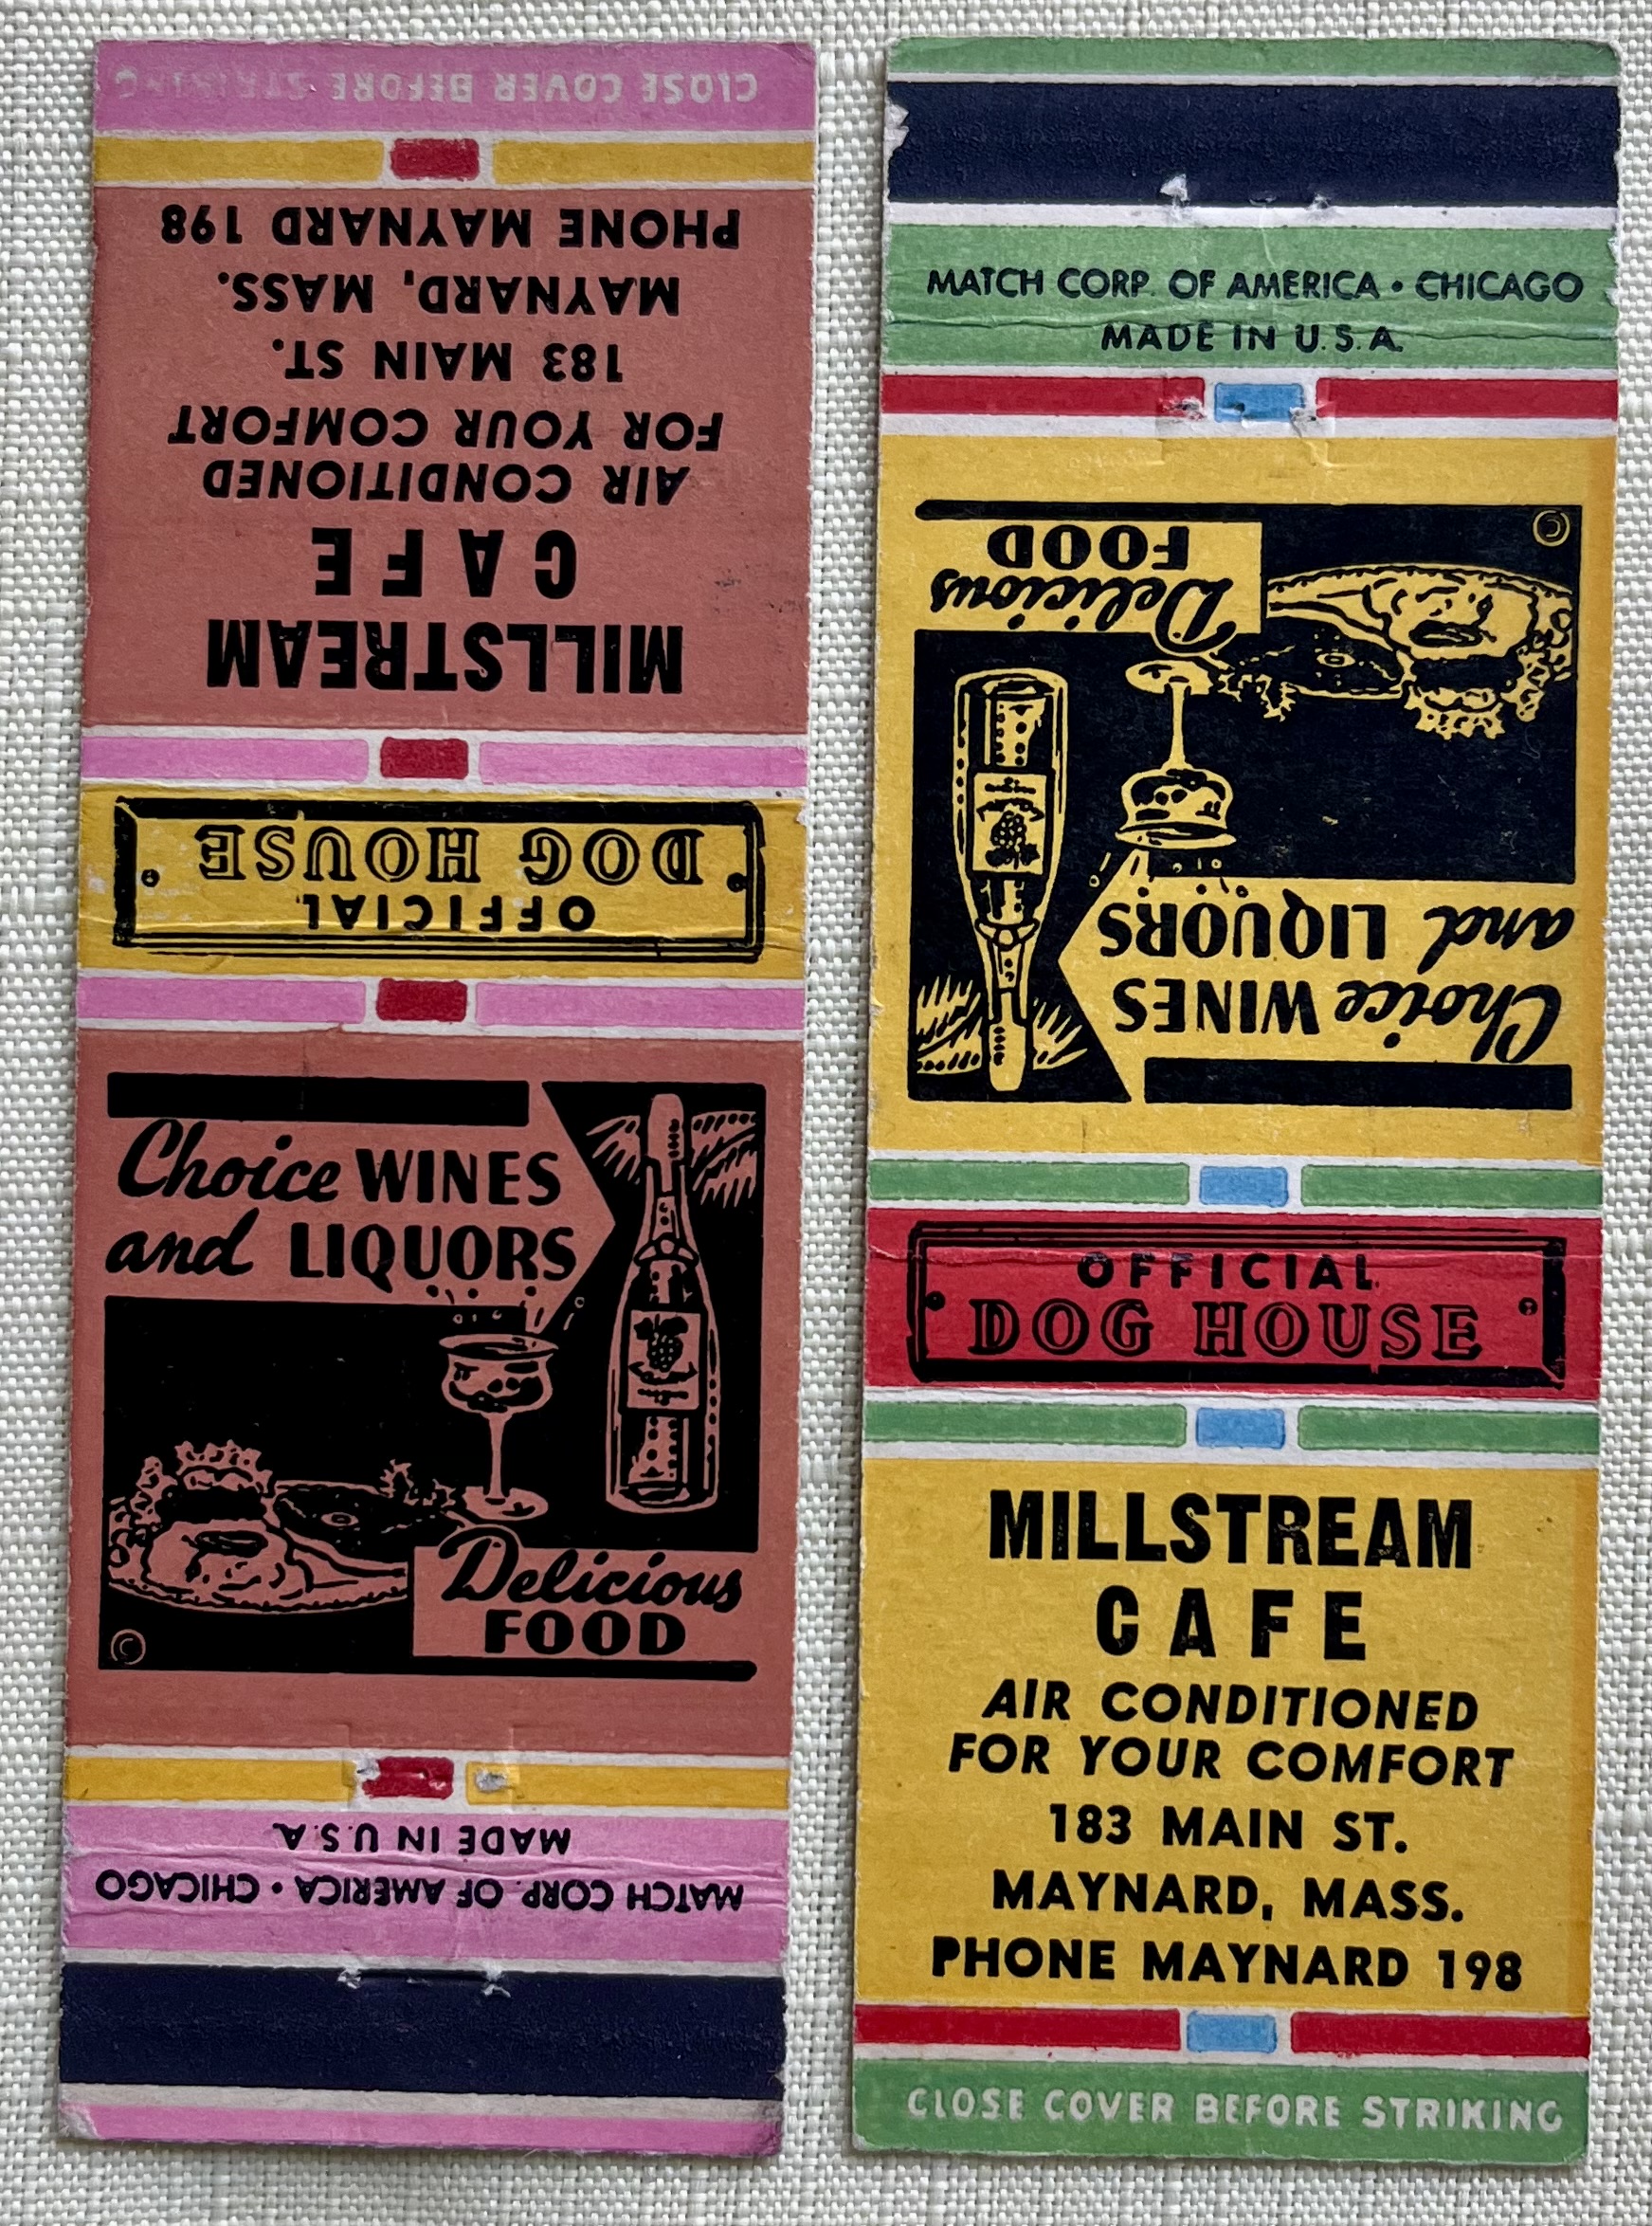 CLOSE COVER BEFORE STRIKING
PHONE MAYNARD 198
MAYNARD, MASS.
183 MAIN ST.
FOR YOUR COMFORT
AIR CONDITIONED
CAFE
MILLSTREAM
OFFICIAL
DOG HOUSE
Choice WINES
and LIQUORS
Delicious
FOOD
©
MADE IN U.S.A.
MATCH CORP. OF AMERICA • CHICAGO
MATCH CORP. OF AMERICA • CHICAGO
MADE IN U.S.A.
Choice WINES
and LIQUORS
Delicious
FOOD
©
OFFICIAL
DOG HOUSE
MILLSTREAM
CAFE
AIR CONDITIONED
FOR YOUR COMFORT
183 MAIN ST.
MAYNARD, MASS.
PHONE MAYNARD 198
CLOSE COVER BEFORE STRIKING